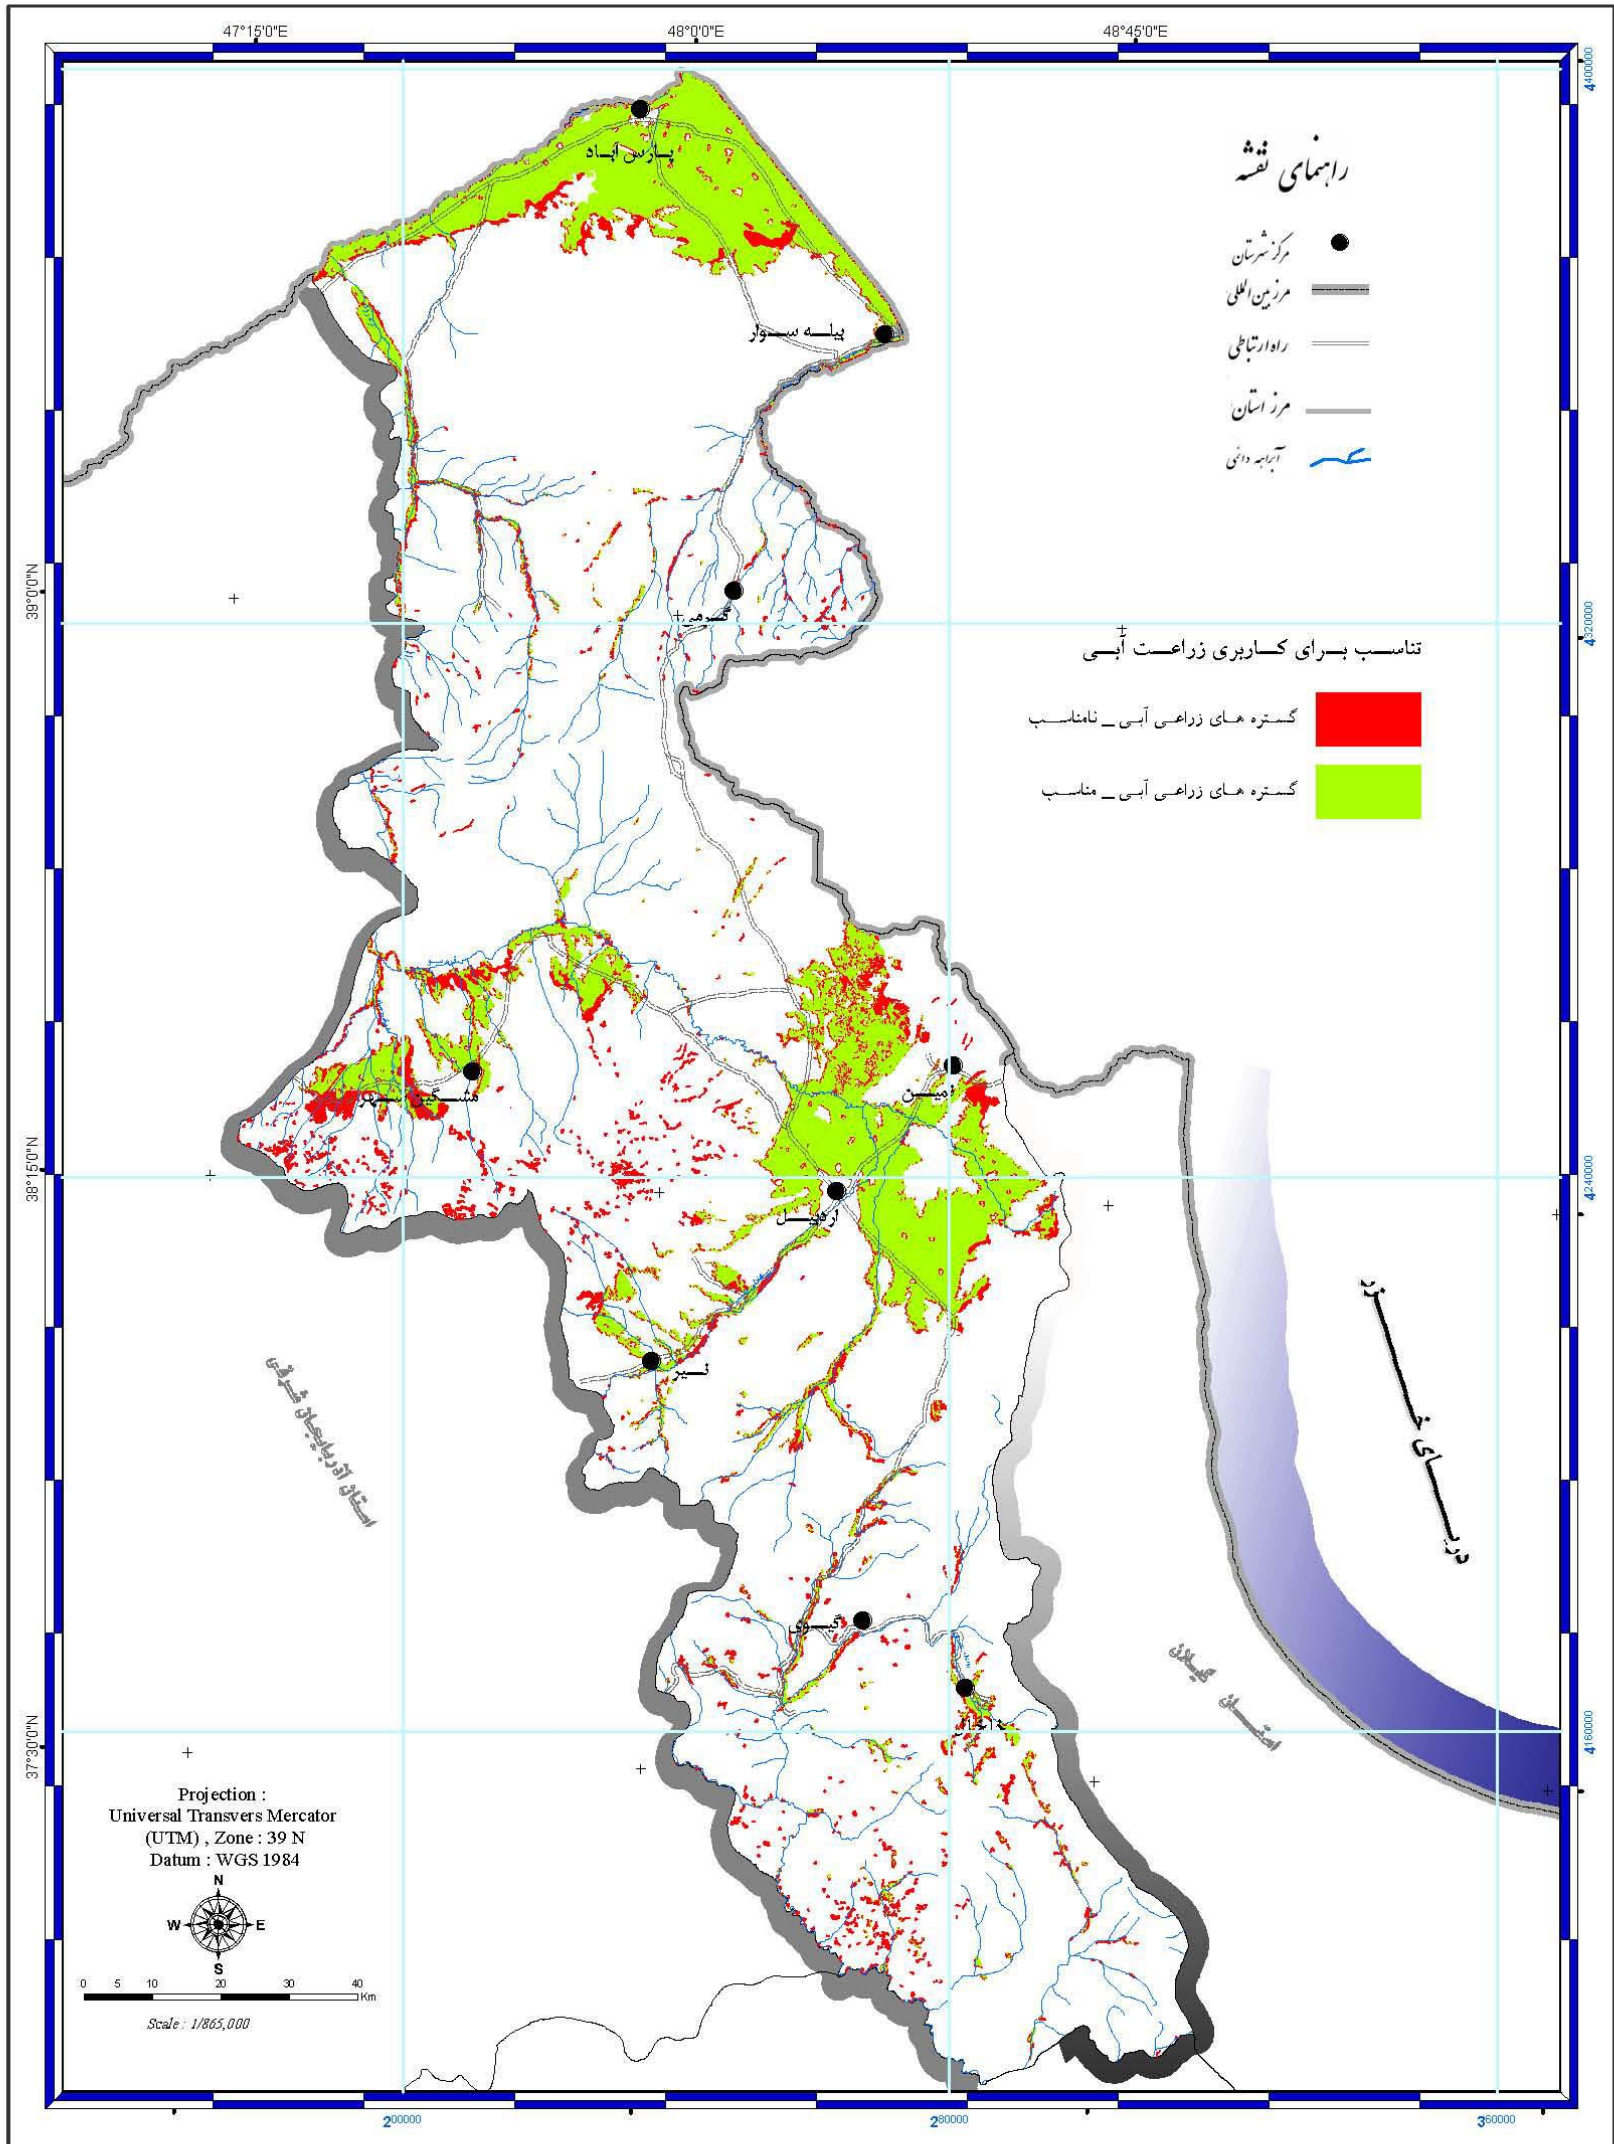 47°15'0"E
48°0'0"E
48°45'0"E
4400000
راهنمای نقشه
مرکز شهرستان
مرز بین المللی
راه ارتباطی
مرز استان
آبراهه دائمی
پارس آباد
بیله سوار
گرمی
39°0'0"N
4320000
تناسب برای کاربری زراعت آبی
گستره های زراعی آبی _ نامناسب
گستره های زراعی آبی _ مناسب
مشگین شهر
نمین
38°15'0"N
4240000
اردبیل
نیر
استان آذربایجان شرقی
دریای خزر
گیوی
استان گیلان
37°30'0"N
4160000
Projection :
Universal Transvers Mercator
(UTM) , Zone : 39 N
Datum : WGS 1984
N
W E
S
0 5 10 20 30 40
Km
Scale : 1/865,000
200000
280000
360000